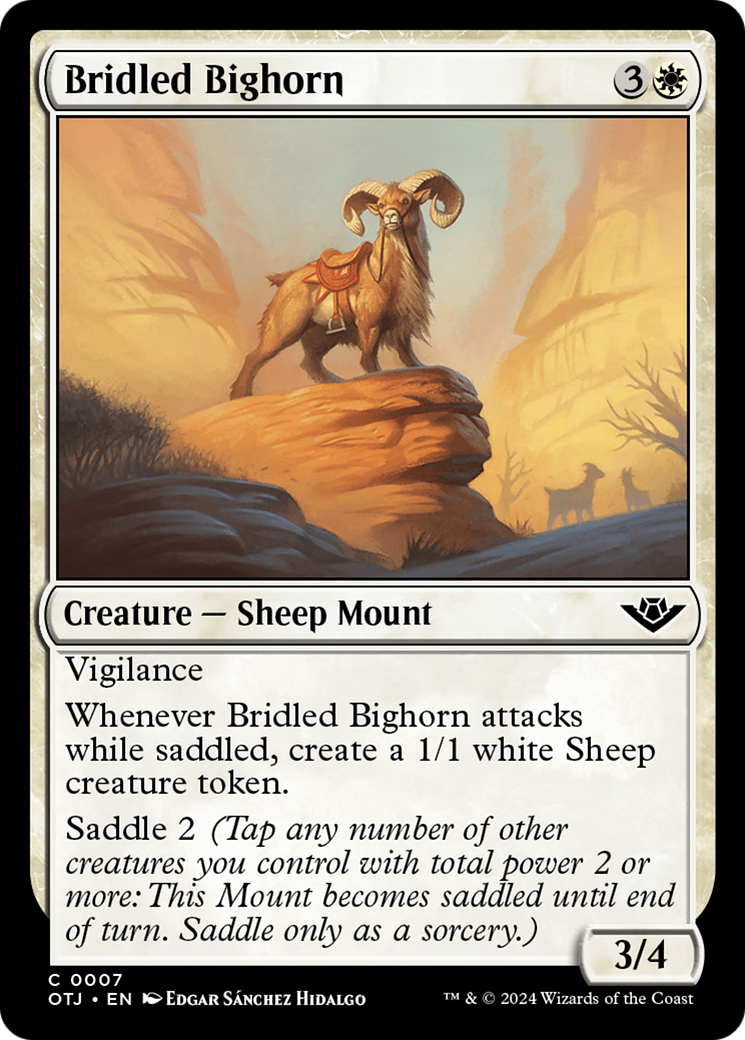 Bridled Bighorn 3
Creature — Sheep Mount
Vigilance
Whenever Bridled Bighorn attacks
while saddled, create a 1/1 white Sheep
creature token.
Saddle 2 (Tap any number of other
creatures you control with total power 2 or
more: This Mount becomes saddled until end
of turn. Saddle only as a sorcery.)
3/4
C 0007
OTJ • EN Edgar Sánchez Hidalgo ™ & © 2024 Wizards of the Coast